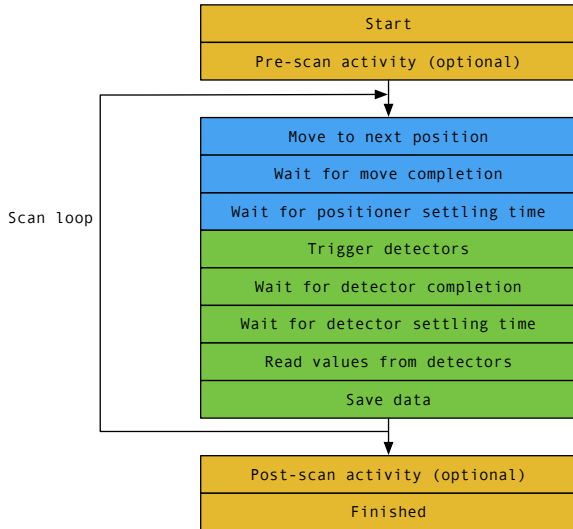 Start
Pre-scan activity (optional)
Move to next position
Wait for move completion
Wait for positioner settling time
Scan loop
Trigger detectors
Wait for detector completion
Wait for detector settling time
Read values from detectors
Save data
Post-scan activity (optional)
Finished